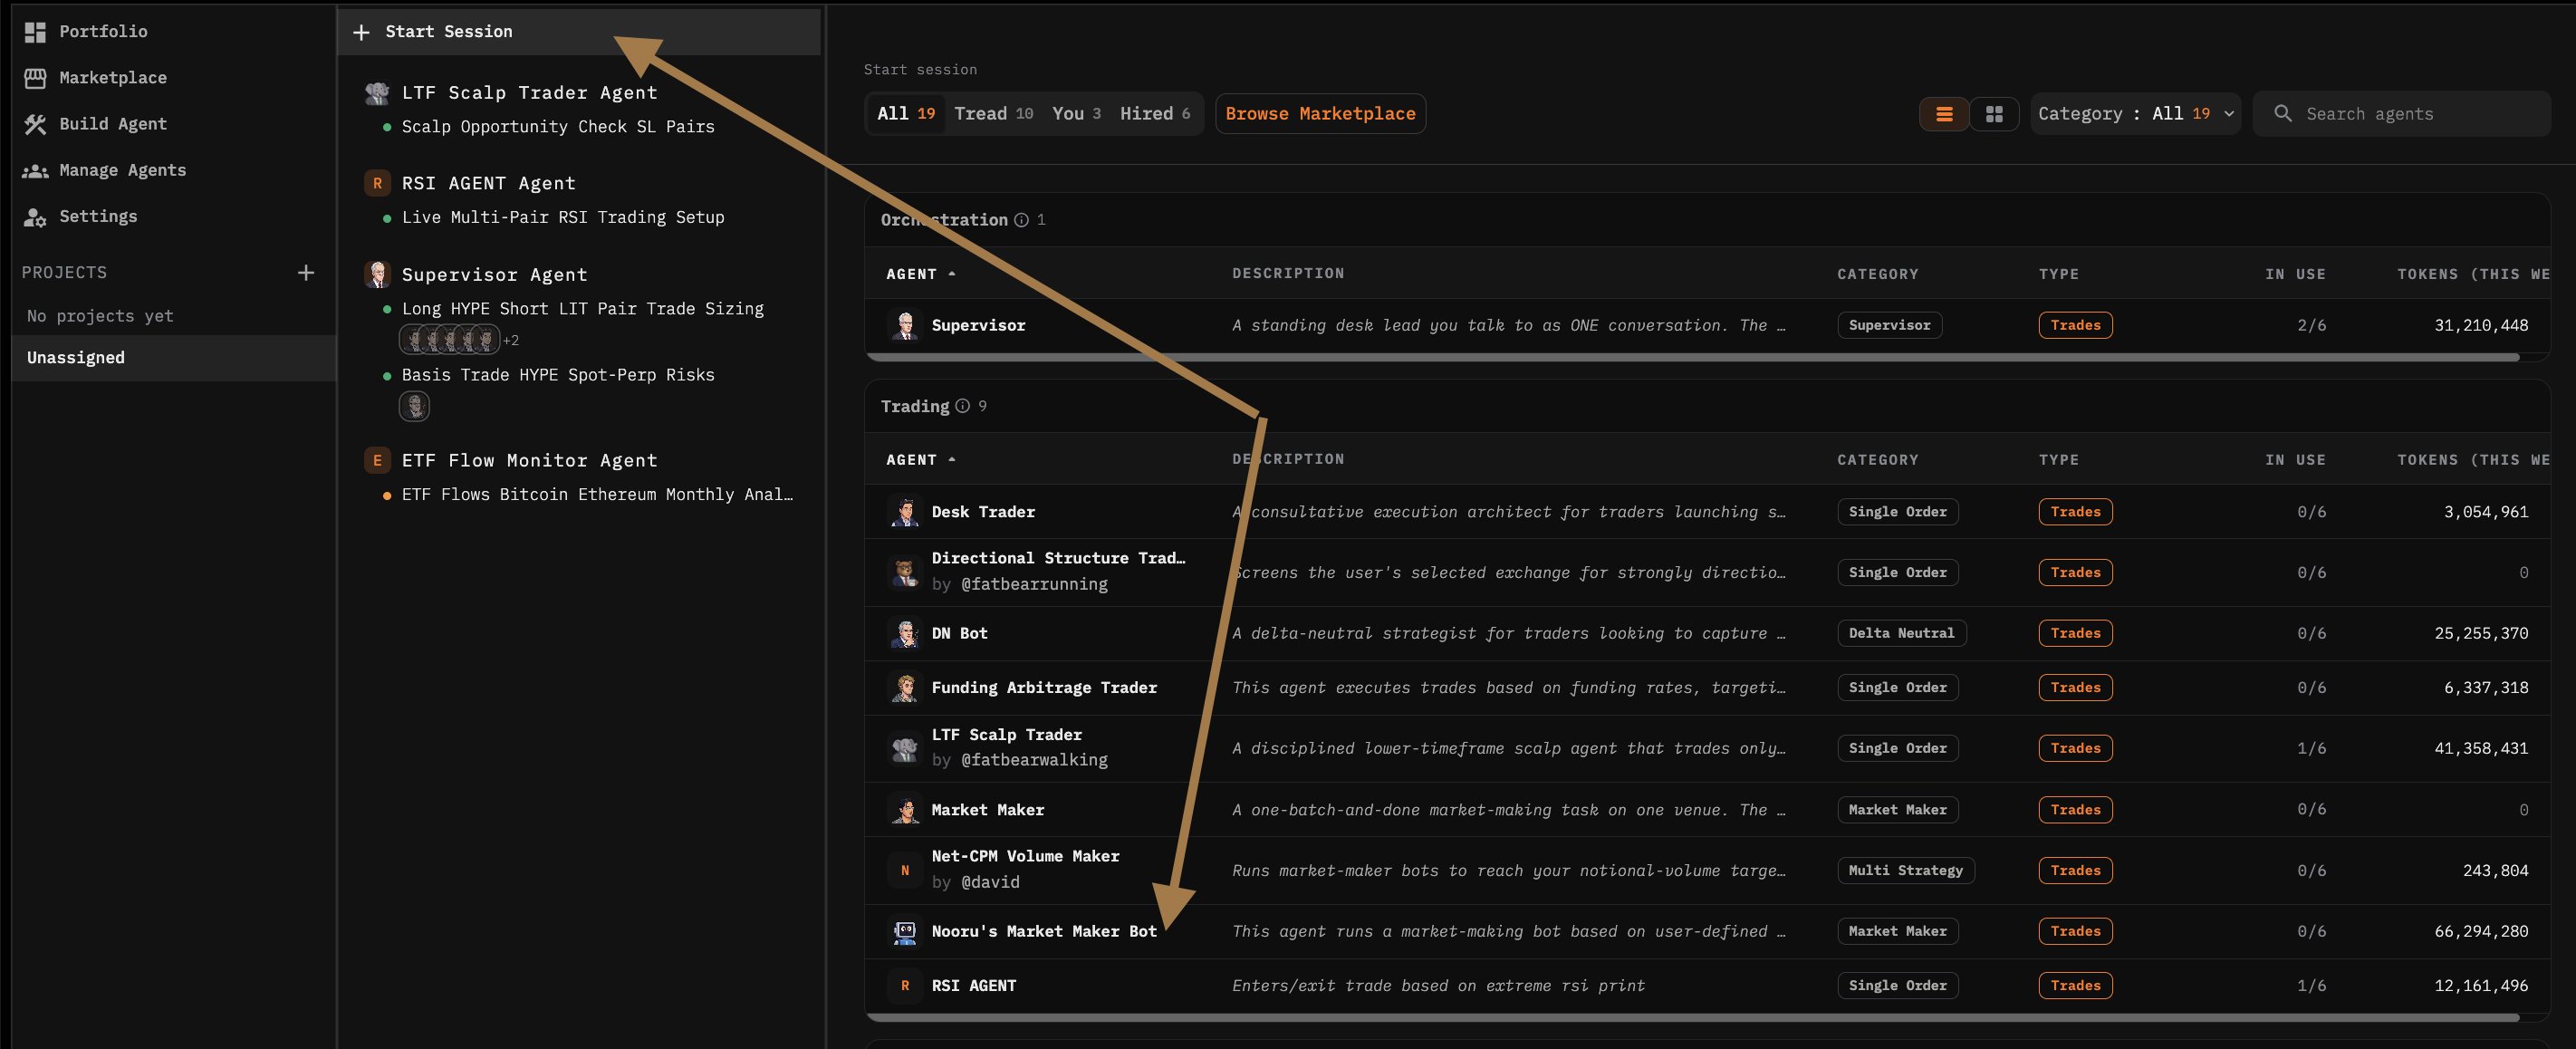 Portfolio
Marketplace
Build Agent
Manage Agents
Settings
PROJECTS
No projects yet
Unassigned
Start Session
LTF Scalp Trader Agent
Scalp Opportunity Check SL Pairs
R RSI AGENT Agent
Live Multi-Pair RSI Trading Setup
Supervisor Agent
Long HYPE Short LIT Pair Trade Sizing
+2
Basis Trade HYPE Spot-Perp Risks
E ETF Flow Monitor Agent
ETF Flows Bitcoin Ethereum Monthly Anal…
Start session
All 19 Tread 10 You 3 Hired 6 Browse Marketplace
Category : All 19 Search agents
Orchestration 1
AGENT DESCRIPTION CATEGORY TYPE IN USE TOKENS (THIS WE
Supervisor A standing desk lead you talk to as ONE conversation. The … Supervisor Trades 2/6 31,210,448
Trading 9
AGENT DESCRIPTION CATEGORY TYPE IN USE TOKENS (THIS WE
Desk Trader A consultative execution architect for traders launching s… Single Order Trades 0/6 3,054,961
Directional Structure Trad…
by @fatbearrunning
Screens the user's selected exchange for strongly directio… Single Order Trades 0/6 0
DN Bot A delta-neutral strategist for traders looking to capture … Delta Neutral Trades 0/6 25,255,370
Funding Arbitrage Trader This agent executes trades based on funding rates, targeti… Single Order Trades 0/6 6,337,318
LTF Scalp Trader
by @fatbearwalking
A disciplined lower-timeframe scalp agent that trades only… Single Order Trades 1/6 41,358,431
Market Maker A one-batch-and-done market-making task on one venue. The … Market Maker Trades 0/6 0
N Net-CPM Volume Maker
by @david
Runs market-maker bots to reach your notional-volume targe… Multi Strategy Trades 0/6 243,804
Nooru's Market Maker Bot This agent runs a market-making bot based on user-defined … Market Maker Trades 0/6 66,294,280
R RSI AGENT Enters/exit trade based on extreme rsi print Single Order Trades 1/6 12,161,496